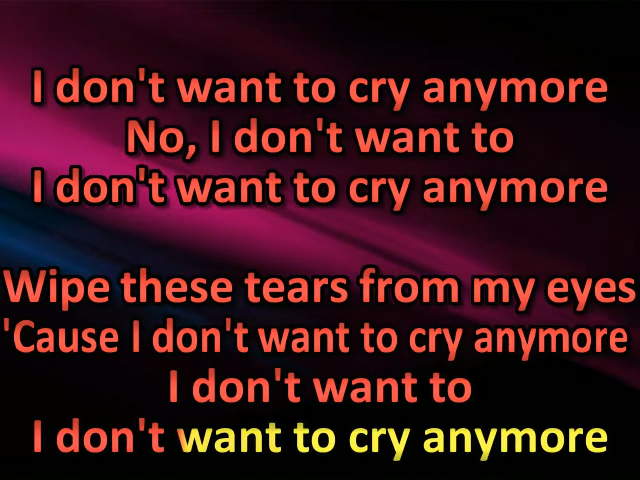 I don't want to cry anymore
No, I don't want to
I don't want to cry anymore
Wipe these tears from my eyes
'Cause I don't want to cry anymore
I don't want to
I don't want to cry anymore